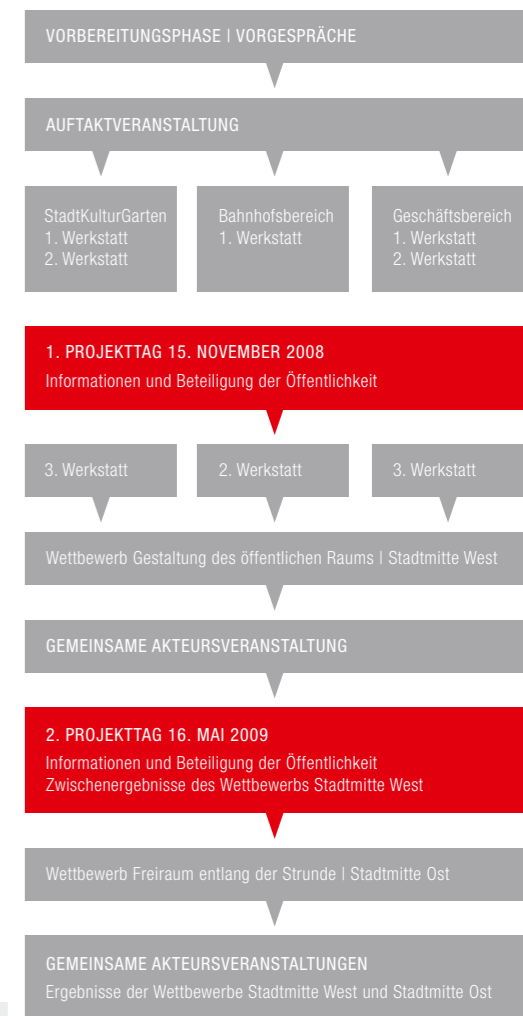 VORBEREITUNGSPHASE | VORGESPRÄCHE
AUFTAKTVERANSTALTUNG
StadtKulturGarten
1. Werkstatt
2. Werkstatt
Bahnhofsbereich
1. Werkstatt
Geschäftsbereich
1. Werkstatt
2. Werkstatt
1. PROJEKTTAG 15. NOVEMBER 2008
Informationen und Beteiligung der Öffentlichkeit
3. Werkstatt
2. Werkstatt
3. Werkstatt
Wettbewerb Gestaltung des öffentlichen Raums | Stadtmitte West
GEMEINSAME AKTEURSVERANSTALTUNG
2. PROJEKTTAG 16. MAI 2009
Informationen und Beteiligung der Öffentlichkeit
Zwischenergebnisse des Wettbewerbs Stadtmitte West
Wettbewerb Freiraum entlang der Strunde | Stadtmitte Ost
GEMEINSAME AKTEURSVERANSTALTUNGEN
Ergebnisse der Wettbewerbe Stadtmitte West und Stadtmitte Ost